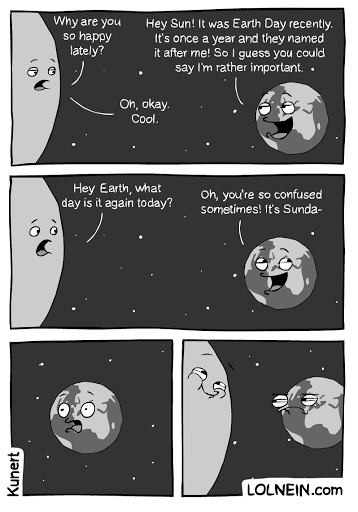 Why are you
so happy
lately?
Hey Sun! It was Earth Day recently.
It's once a year and they named
it after me! So I guess you could
say I'm rather important.
Oh, okay.
Cool.
Hey Earth, what
day is it again today?
Oh, you're so confused
sometimes! It's Sunda-
Kunert
LOLNEIN.com